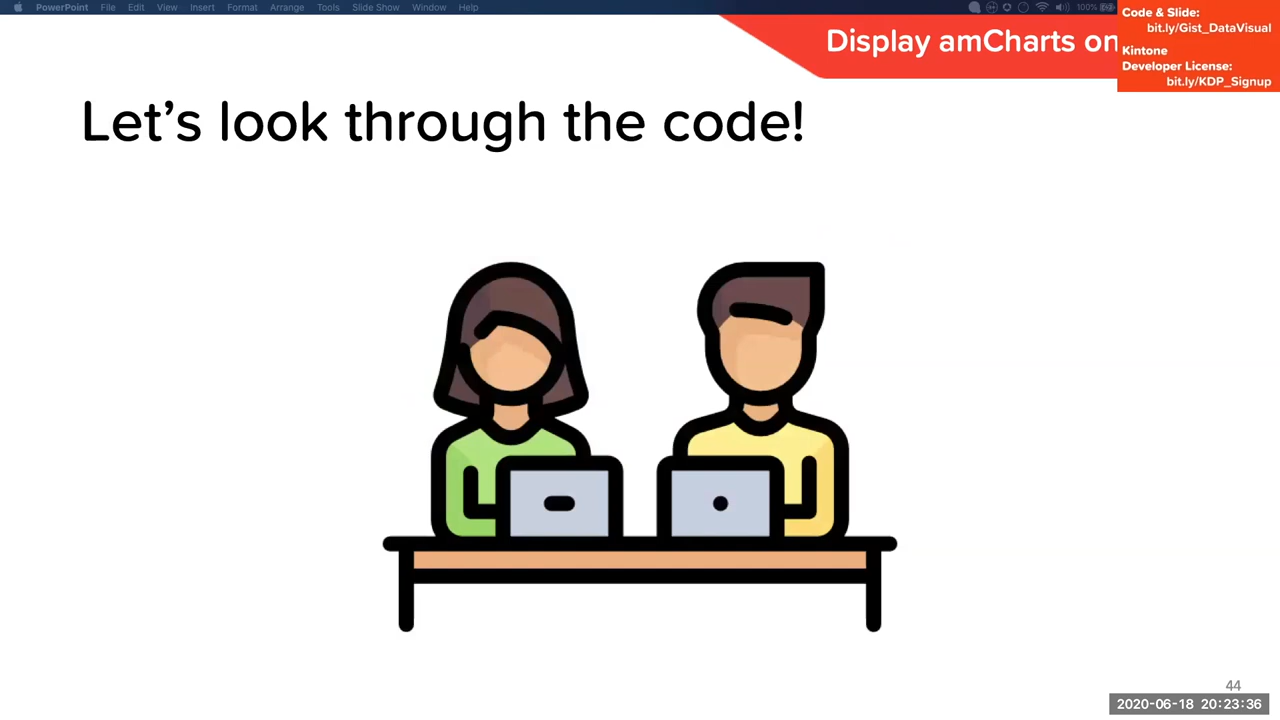 PowerPoint File Edit View Insert Format Arrange Tools Slide Show Window Help 100%
Display amCharts on
Code & Slide:
bit.ly/Gist_DataVisual
Kintone
Developer License:
bit.ly/KDP_Signup
Let's look through the code!
44
2020-06-18 20:23:36